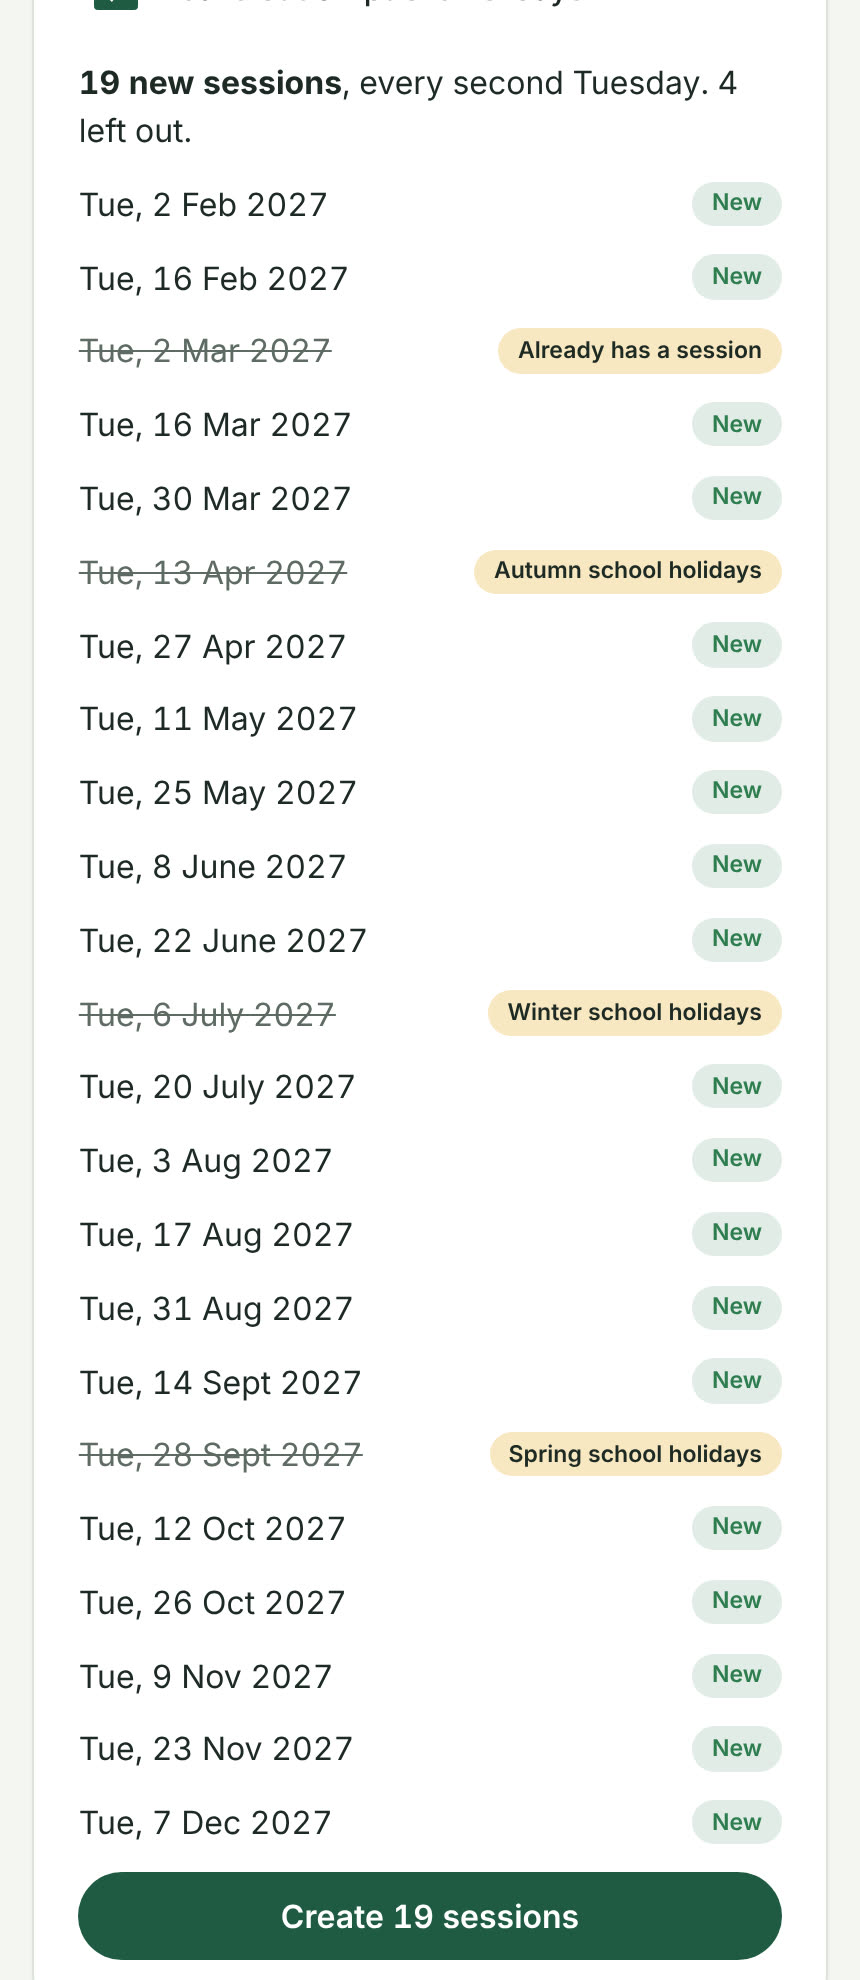 19 new sessions, every second Tuesday. 4
left out.
Tue, 2 Feb 2027 New
Tue, 16 Feb 2027 New
Tue, 2 Mar 2027 Already has a session
Tue, 16 Mar 2027 New
Tue, 30 Mar 2027 New
Tue, 13 Apr 2027 Autumn school holidays
Tue, 27 Apr 2027 New
Tue, 11 May 2027 New
Tue, 25 May 2027 New
Tue, 8 June 2027 New
Tue, 22 June 2027 New
Tue, 6 July 2027 Winter school holidays
Tue, 20 July 2027 New
Tue, 3 Aug 2027 New
Tue, 17 Aug 2027 New
Tue, 31 Aug 2027 New
Tue, 14 Sept 2027 New
Tue, 28 Sept 2027 Spring school holidays
Tue, 12 Oct 2027 New
Tue, 26 Oct 2027 New
Tue, 9 Nov 2027 New
Tue, 23 Nov 2027 New
Tue, 7 Dec 2027 New
Create 19 sessions